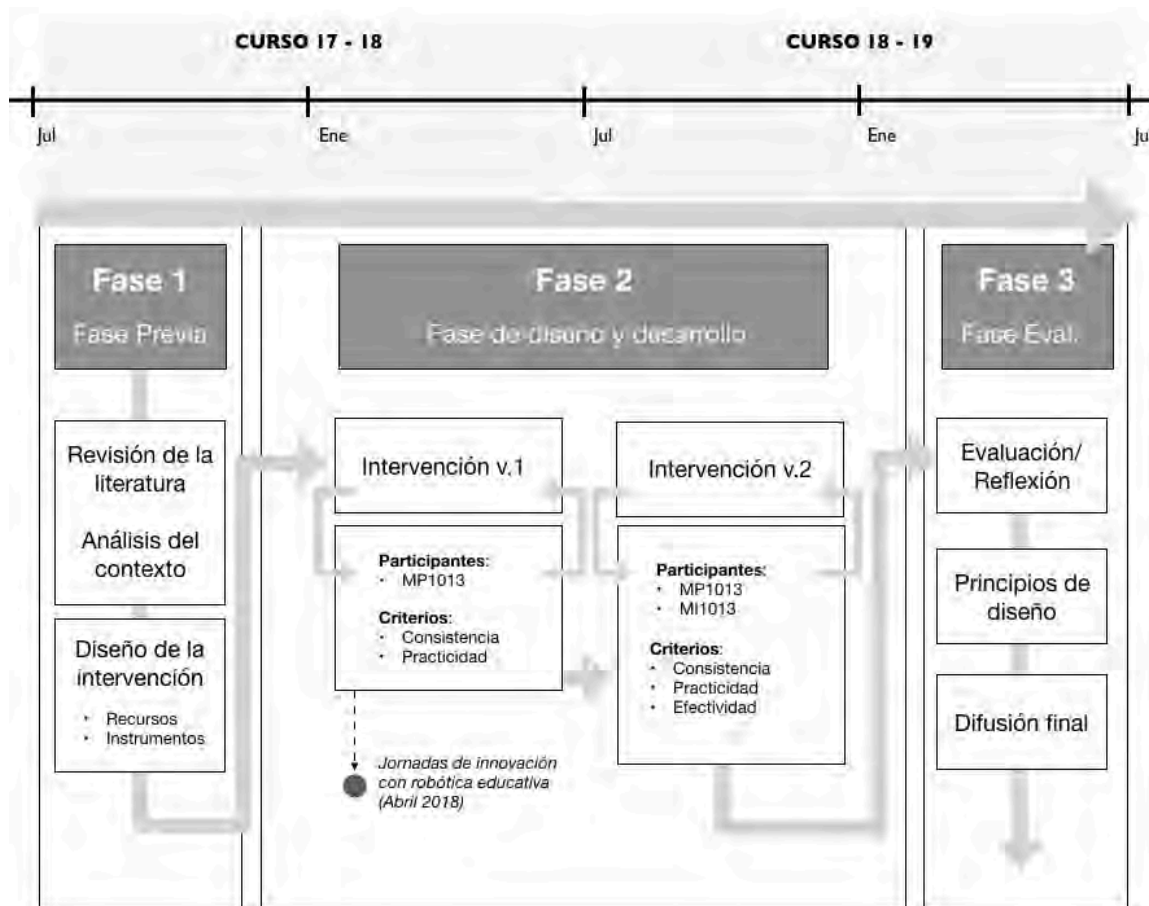 CURSO 17 - 18
CURSO 18 - 19
Jul
Ene
Jul
Ene
Ju
Fase 1
Fase Previa
Fase 2
Fase de diseño y desarrollo
Fase 3
Fase Eval.
Revisión de la
literatura
Análisis del
contexto
Diseño de la
intervención
· Recursos
· Instrumentos
Intervención v.1
Participantes:
· MP1013
Criterios:
· Consistencia
· Practicidad
Jornadas de innovación
con robótica educativa
(Abril 2018)
Intervención v.2
Participantes:
· MP1013
· MI1013
Criterios:
· Consistencia
· Practicidad
· Efectividad
Evaluación/
Reflexión
Principios de
diseño
Difusión final